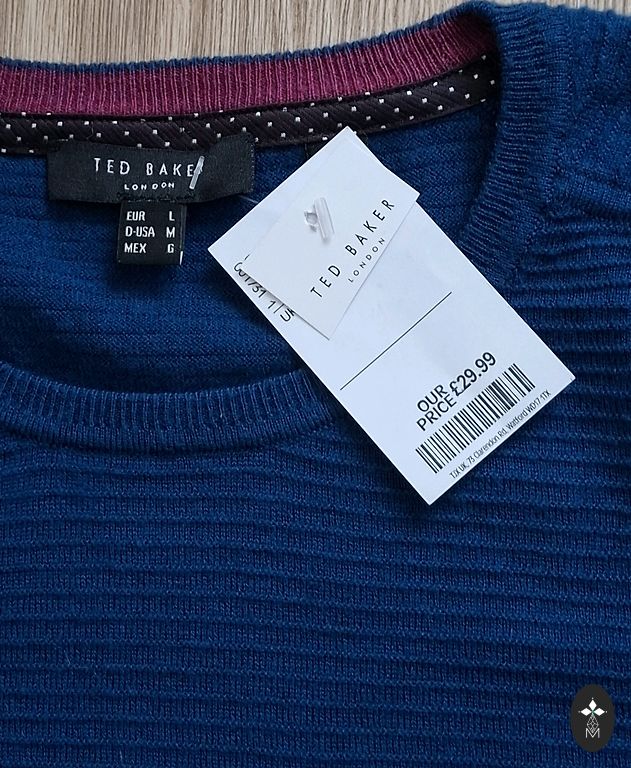 TED BAKER
LONDON
EUR L
D-USA M
MEX G
TED BAKER
LONDON
OUR
PRICE £29.99
TJX UK, 75 Clarendon Rd, Watford WD17 1TX
M